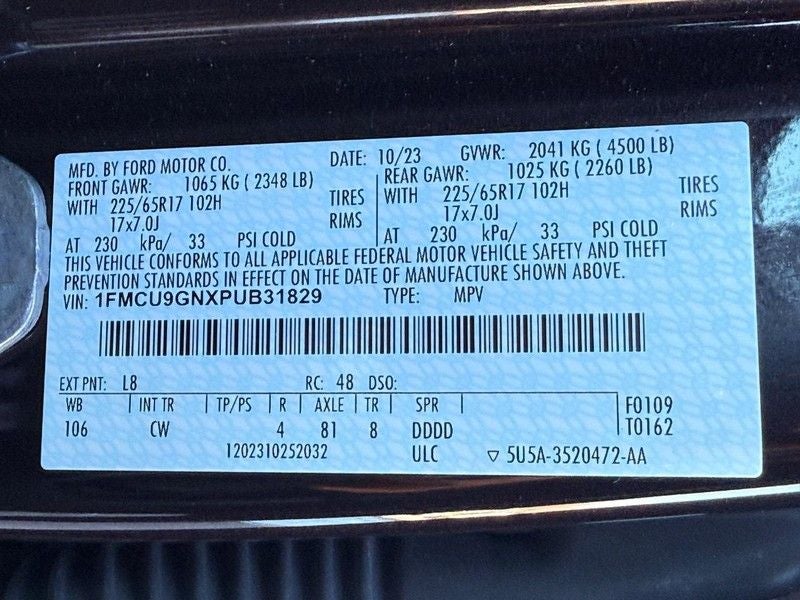 MFD. BY FORD MOTOR CO. DATE: 10/23 GVWR: 2041 KG ( 4500 LB)
FRONT GAWR: 1065 KG ( 2348 LB) REAR GAWR: 1025 KG ( 2260 LB)
WITH 225/65R17 102H TIRES WITH 225/65R17 102H TIRES
17x7.0J RIMS 17x7.0J RIMS
AT 230 kPa/ 33 PSI COLD AT 230 kPa/ 33 PSI COLD
THIS VEHICLE CONFORMS TO ALL APPLICABLE FEDERAL MOTOR VEHICLE SAFETY AND THEFT
PREVENTION STANDARDS IN EFFECT ON THE DATE OF MANUFACTURE SHOWN ABOVE.
VIN: 1FMCU9GNXPUB31829 TYPE: MPV
EXT PNT: L8 RC: 48 DSO:
WB INT TR TP/PS R AXLE TR SPR F0109
106 CW 4 81 8 DDDD T0162
1202310252032 ULC ▽ 5U5A-3520472-AA